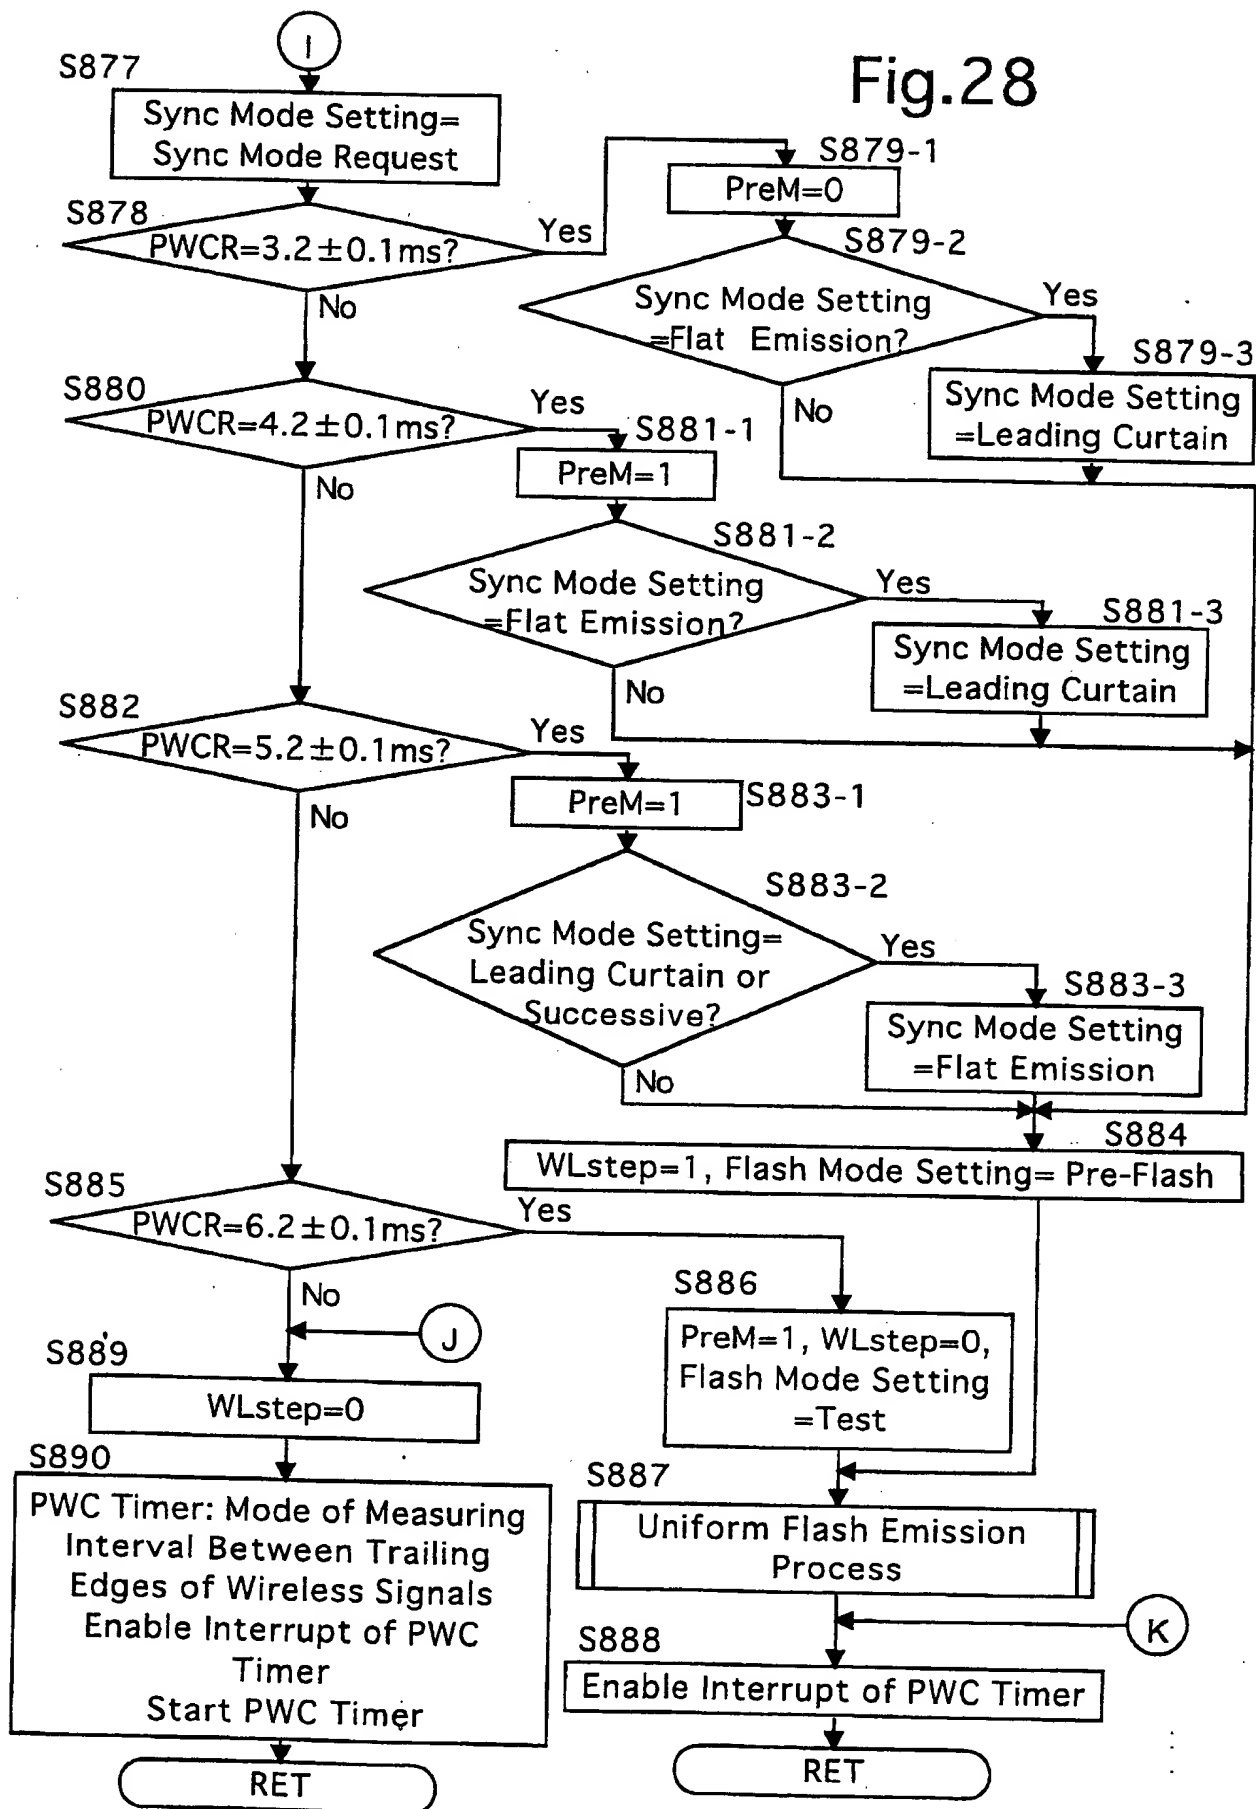 I
Fig.28
S877
Sync Mode Setting=
Sync Mode Request
S878
PWCR=3.2±0.1ms?
Yes
No
S879-1
PreM=0
S879-2
Sync Mode Setting
=Flat Emission?
Yes
No
S879-3
Sync Mode Setting
=Leading Curtain
S880
PWCR=4.2±0.1ms?
Yes
No
S881-1
PreM=1
S881-2
Sync Mode Setting
=Flat Emission?
Yes
No
S881-3
Sync Mode Setting
=Leading Curtain
S882
PWCR=5.2±0.1ms?
Yes
No
S883-1
PreM=1
S883-2
Sync Mode Setting=
Leading Curtain or
Successive?
Yes
No
S883-3
Sync Mode Setting
=Flat Emission
S884
WLstep=1, Flash Mode Setting= Pre-Flash
S885
PWCR=6.2±0.1ms?
Yes
No
S886
PreM=1, WLstep=0,
Flash Mode Setting
=Test
J
S889
WLstep=0
S890
PWC Timer: Mode of Measuring
Interval Between Trailing
Edges of Wireless Signals
Enable Interrupt of PWC
Timer
Start PWC Timer
RET
S887
Uniform Flash Emission
Process
K
S888
Enable Interrupt of PWC Timer
RET